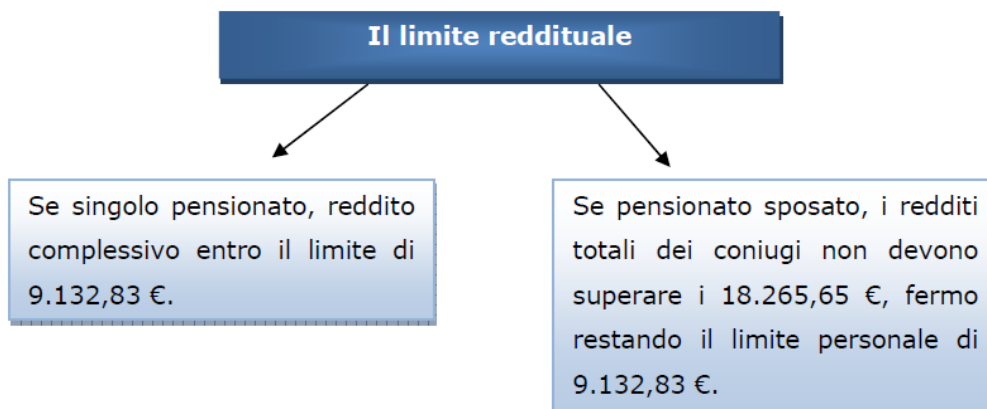 Il limite reddituale
Se singolo pensionato, reddito
complessivo entro il limite di
9.132,83 €.
Se pensionato sposato, i redditi
totali dei coniugi non devono
superare i 18.265,65 €, fermo
restando il limite personale di
9.132,83 €.